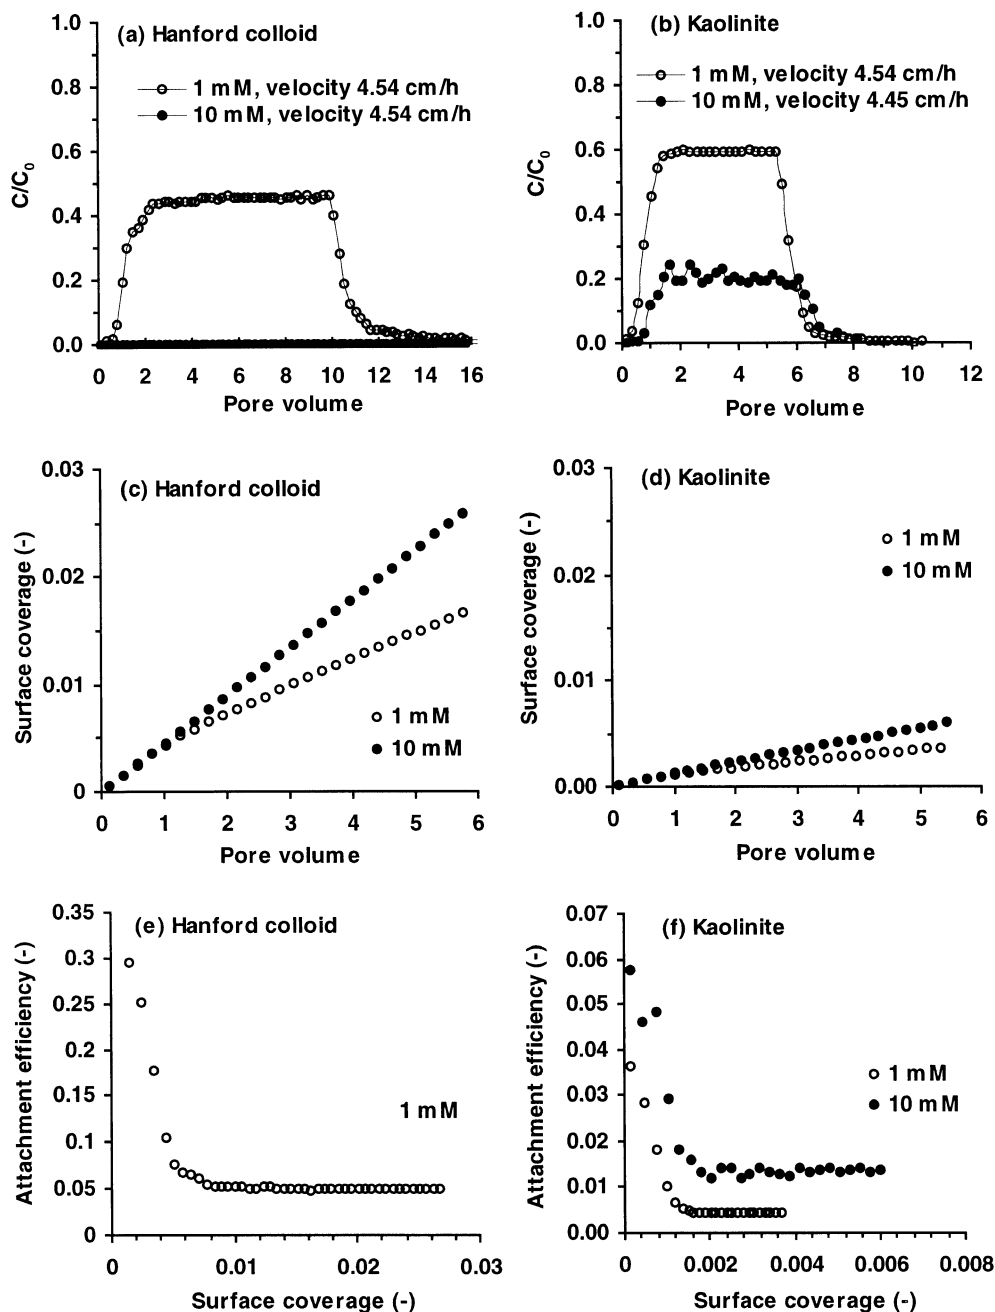 (a) Hanford colloid
1 mM, velocity 4.54 cm/h
10 mM, velocity 4.54 cm/h
C/C0
1.0
0.8
0.6
0.4
0.2
0.0
0 2 4 6 8 10 12 14 16
Pore volume
(b) Kaolinite
1 mM, velocity 4.54 cm/h
10 mM, velocity 4.45 cm/h
C/C0
1.0
0.8
0.6
0.4
0.2
0.0
0 2 4 6 8 10 12
Pore volume
(c) Hanford colloid
Surface coverage (-)
0.03
0.02
0.01
0
1 mM
10 mM
0 1 2 3 4 5 6
Pore volume
(d) Kaolinite
Surface coverage (-)
0.03
0.02
0.01
0.00
1 mM
10 mM
0 1 2 3 4 5 6
Pore volume
(e) Hanford colloid
Attachment efficiency (-)
0.35
0.3
0.25
0.2
0.15
0.1
0.05
0
1 mM
0 0.01 0.02 0.03
Surface coverage (-)
(f) Kaolinite
Attachment efficiency (-)
0.07
0.06
0.05
0.04
0.03
0.02
0.01
0.00
1 mM
10 mM
0 0.002 0.004 0.006 0.008
Surface coverage (-)